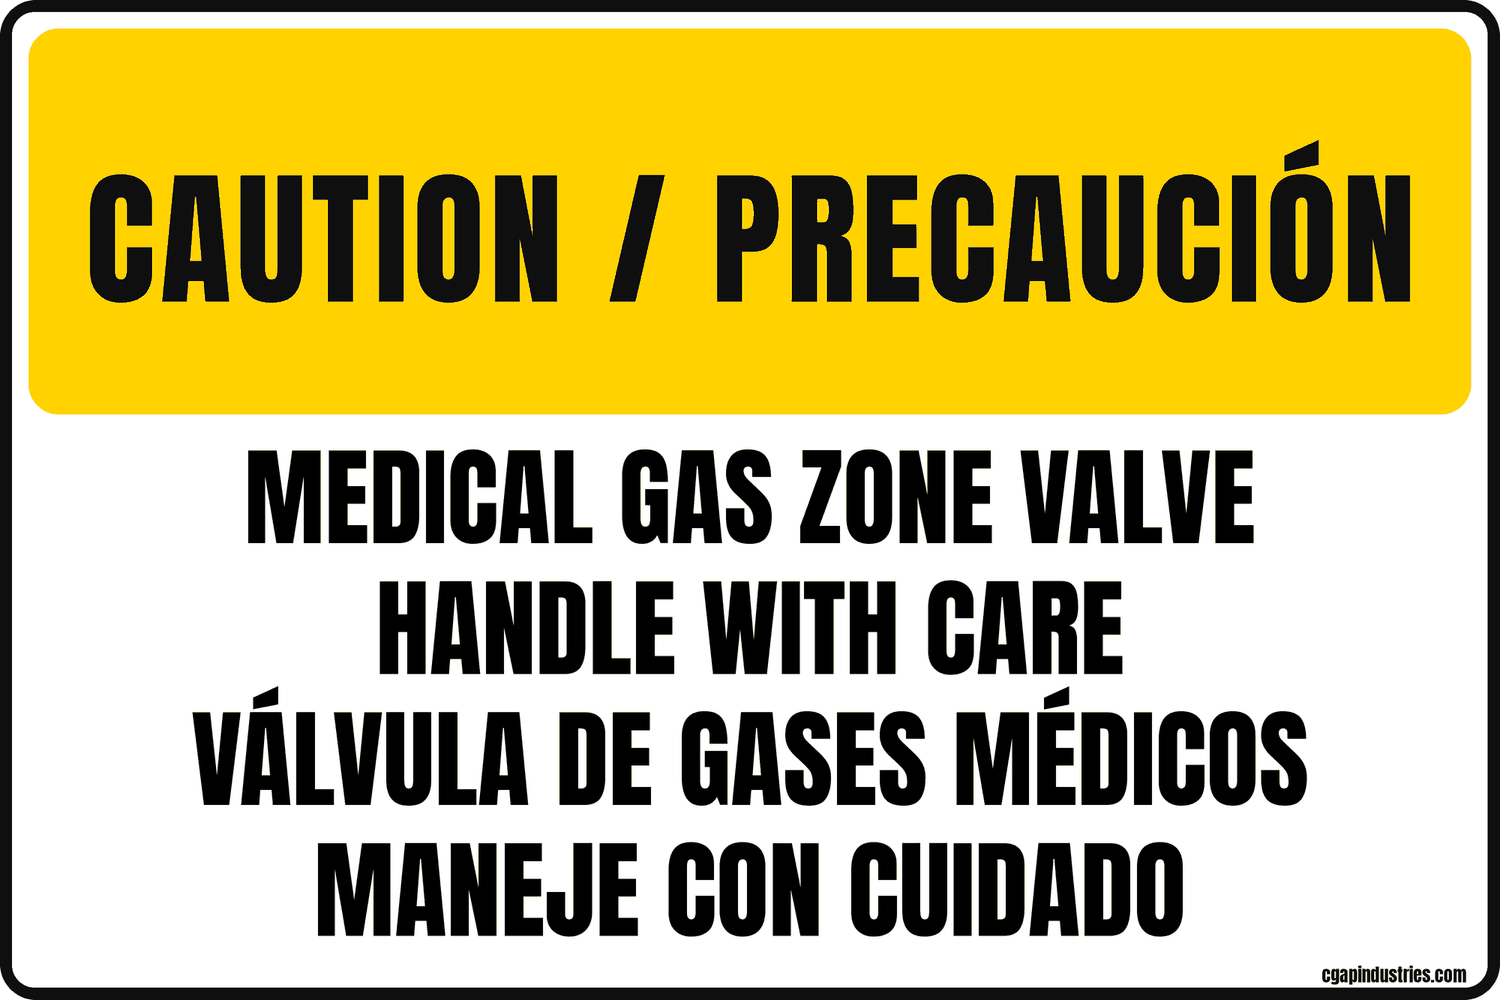 CAUTION / PRECAUCIÓN
MEDICAL GAS ZONE VALVE
HANDLE WITH CARE
VÁLVULA DE GASES MÉDICOS
MANEJE CON CUIDADO
cgapindustries.com